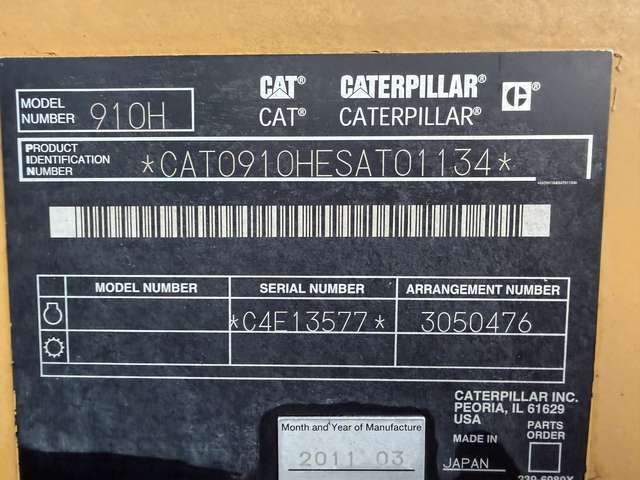 CAT® CATERPILLAR® C®
CAT® CATERPILLAR®
MODEL
NUMBER 910H
PRODUCT
IDENTIFICATION
NUMBER *CAT0910HESAT01134*
MODEL NUMBER SERIAL NUMBER ARRANGEMENT NUMBER
*C4E13577* 3050476
CATERPILLAR INC.
PEORIA, IL 61629
USA
MADE IN
JAPAN
PARTS
ORDER
Month and Year of Manufacture
2011 03